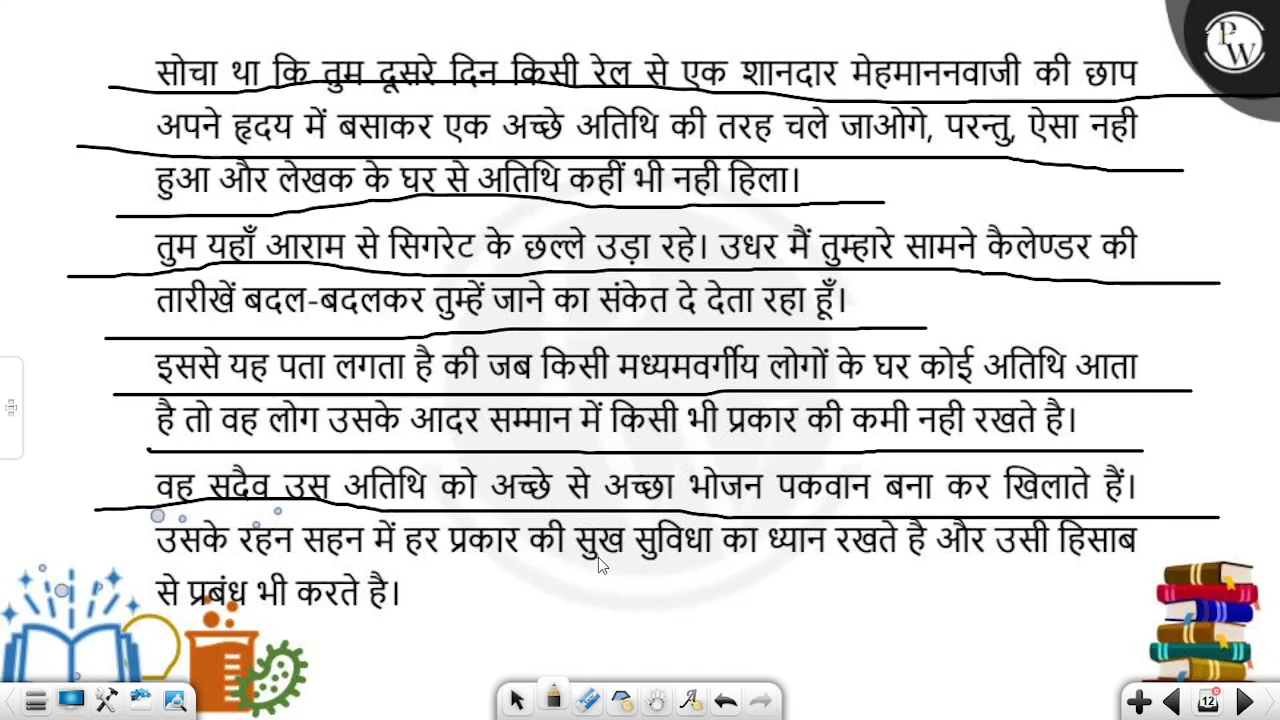 सोचा था कि तुम दूसरे दिन किसी रेल से एक शानदार मेहमाननवाजी की छाप
अपने हृदय में बसाकर एक अच्छे अतिथि की तरह चले जाओगे, परन्तु, ऐसा नही
हुआ और लेखक के घर से अतिथि कहीं भी नही हिला।
तुम यहाँ आराम से सिगरेट के छल्ले उड़ा रहे। उधर मैं तुम्हारे सामने कैलेण्डर की
तारीखें बदल-बदलकर तुम्हें जाने का संकेत दे देता रहा हूँ।
इससे यह पता लगता है की जब किसी मध्यमवर्गीय लोगों के घर कोई अतिथि आता
है तो वह लोग उसके आदर सम्मान में किसी भी प्रकार की कमी नही रखते है।
वह सदैव उस अतिथि को अच्छे से अच्छा भोजन पकवान बना कर खिलाते हैं।
उसके रहन सहन में हर प्रकार की सुख सुविधा का ध्यान रखते है और उसी हिसाब
से प्रबंध भी करते है।
PW
12